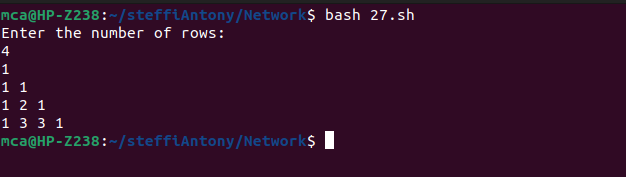 mca@HP-Z238:~/steffiAntony/Network$ bash 27.sh
Enter the number of rows:
4
1
1 1
1 2 1
1 3 3 1
mca@HP-Z238:~/steffiAntony/Network$